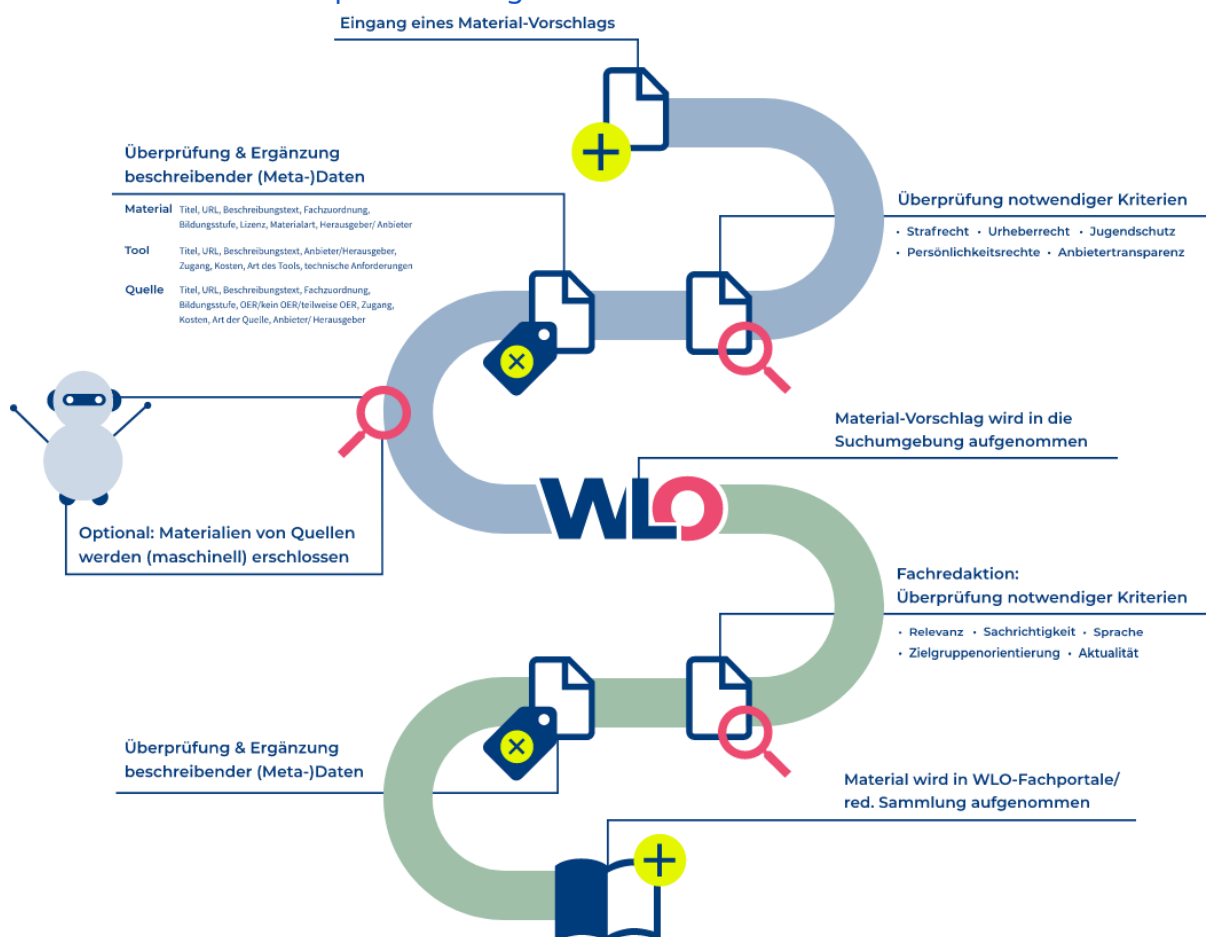 Eingang eines Material-Vorschlags
Überprüfung & Ergänzung
beschreibender (Meta-)Daten
Material Titel, URL, Beschreibungstext, Fachzuordnung,
Bildungsstufe, Lizenz, Materialart, Herausgeber/ Anbieter
Tool Titel, URL, Beschreibungstext, Anbieter/Herausgeber,
Zugang, Kosten, Art des Tools, technische Anforderungen
Quelle Titel, URL, Beschreibungstext, Fachzuordnung,
Bildungsstufe, OER/kein OER/teilweise OER, Zugang,
Kosten, Art der Quelle, Anbieter/ Herausgeber
Überprüfung notwendiger Kriterien
· Strafrecht · Urheberrecht · Jugendschutz
· Persönlichkeitsrechte · Anbietertransparenz
Material-Vorschlag wird in die
Suchumgebung aufgenommen
WLO
Optional: Materialien von Quellen
werden (maschinell) erschlossen
Fachredaktion:
Überprüfung notwendiger Kriterien
· Relevanz · Sachrichtigkeit · Sprache
· Zielgruppenorientierung · Aktualität
Überprüfung & Ergänzung
beschreibender (Meta-)Daten
Material wird in WLO-Fachportale/
red. Sammlung aufgenommen